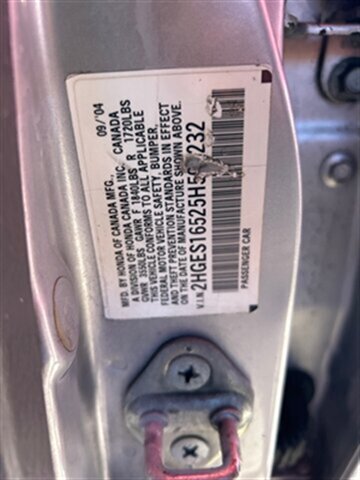 MFD. BY HONDA OF CANADA MFG., 09/'04
A DIVISION OF HONDA CANADA INC. CANADA
GVWR 3550LBS GAWR F 1840LBS R 1720LBS
THIS VEHICLE CONFORMS TO ALL APPLICABLE
FEDERAL MOTOR VEHICLE SAFETY, BUMPER,
AND THEFT PREVENTION STANDARDS IN EFFECT
ON THE DATE OF MANUFACTURE SHOWN ABOVE.
V.I.N. 2HGES16525H5 232
PASSENGER CAR